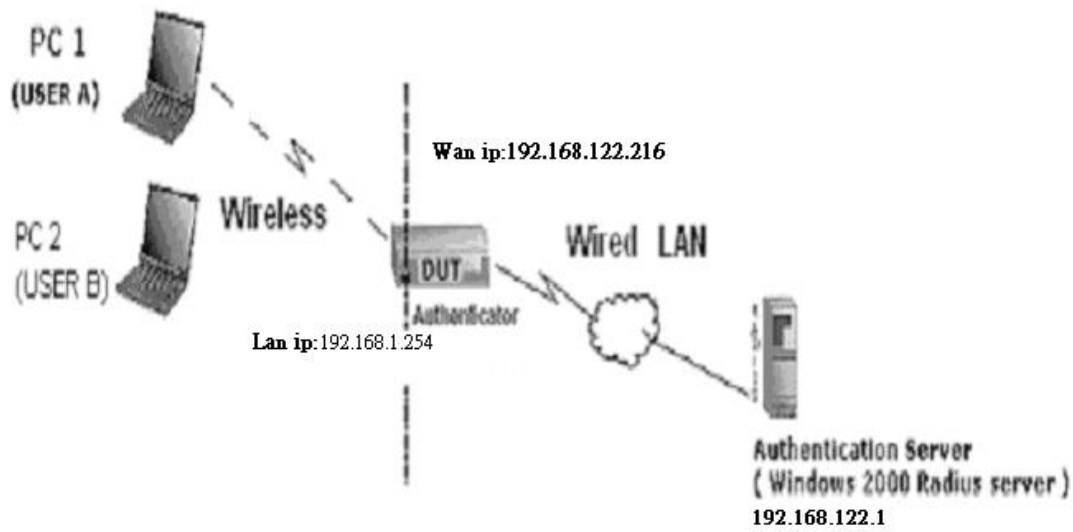 PC 1
(USER A)
Wan ip:192.168.122.216
Wireless
PC 2
(USER B)
Wired LAN
DUT
Authenticator
Lan ip:192.168.1.254
Authentication Server
( Windows 2000 Radius server )
192.168.122.1